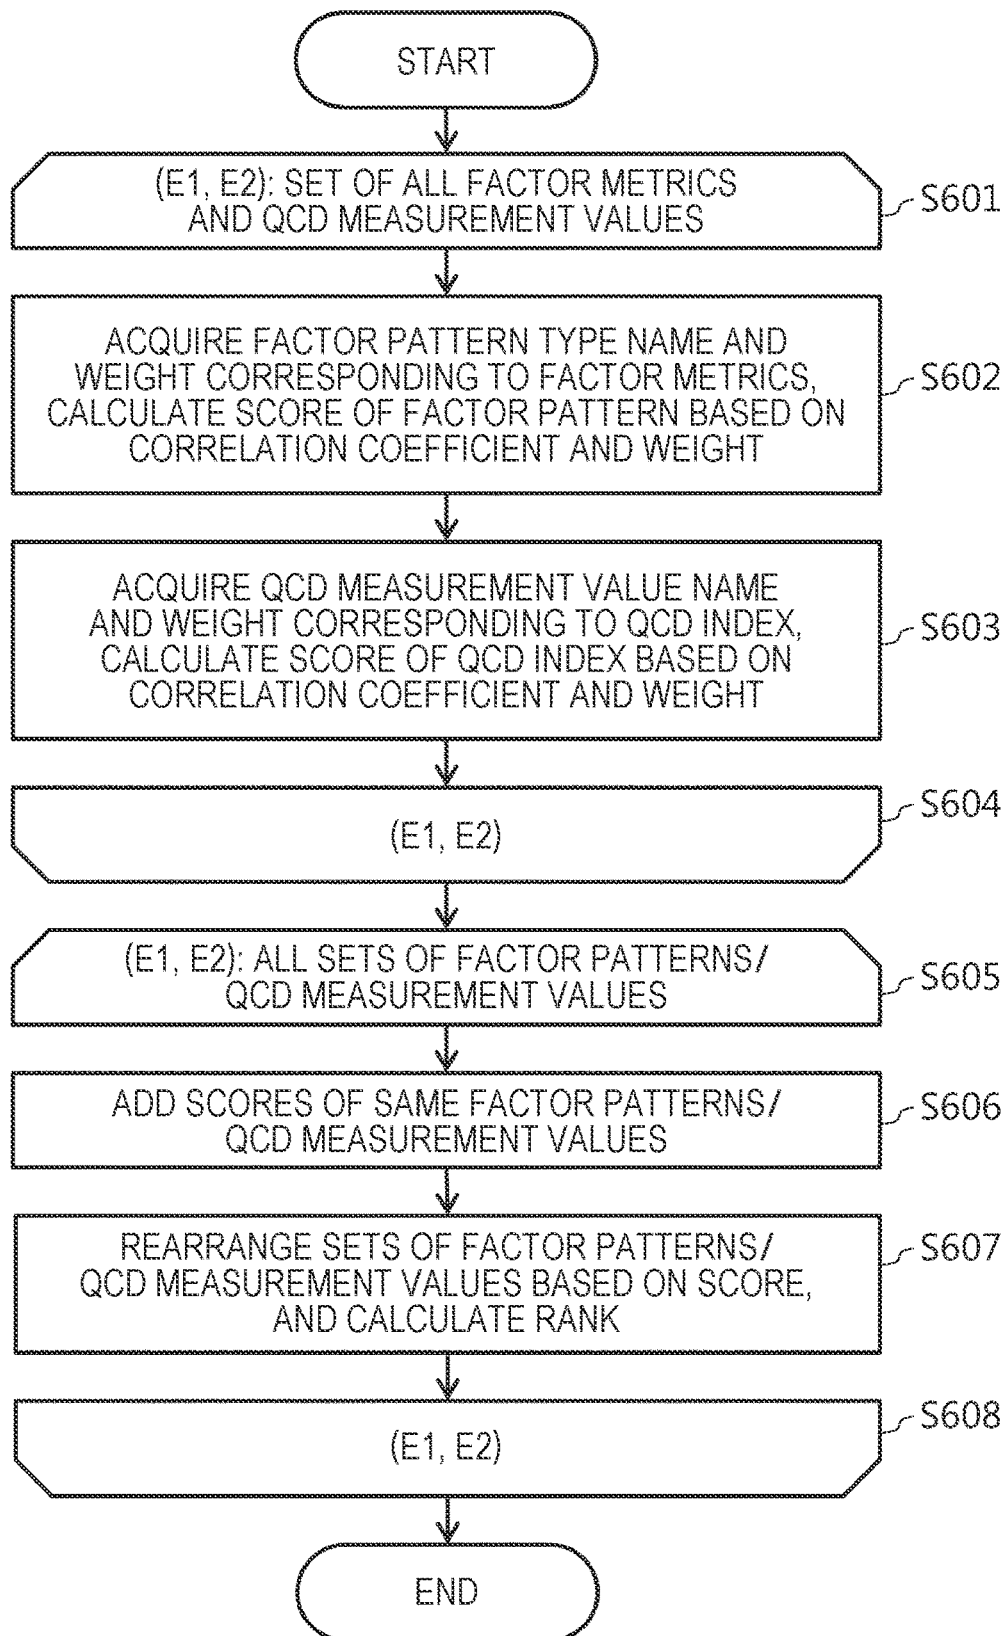 START
(E1, E2): SET OF ALL FACTOR METRICS
AND QCD MEASUREMENT VALUES
S601
ACQUIRE FACTOR PATTERN TYPE NAME AND
WEIGHT CORRESPONDING TO FACTOR METRICS,
CALCULATE SCORE OF FACTOR PATTERN BASED ON
CORRELATION COEFFICIENT AND WEIGHT
S602
ACQUIRE QCD MEASUREMENT VALUE NAME
AND WEIGHT CORRESPONDING TO QCD INDEX,
CALCULATE SCORE OF QCD INDEX BASED ON
CORRELATION COEFFICIENT AND WEIGHT
S603
(E1, E2)
S604
(E1, E2): ALL SETS OF FACTOR PATTERNS/
QCD MEASUREMENT VALUES
S605
ADD SCORES OF SAME FACTOR PATTERNS/
QCD MEASUREMENT VALUES
S606
REARRANGE SETS OF FACTOR PATTERNS/
QCD MEASUREMENT VALUES BASED ON SCORE,
AND CALCULATE RANK
S607
(E1, E2)
S608
END